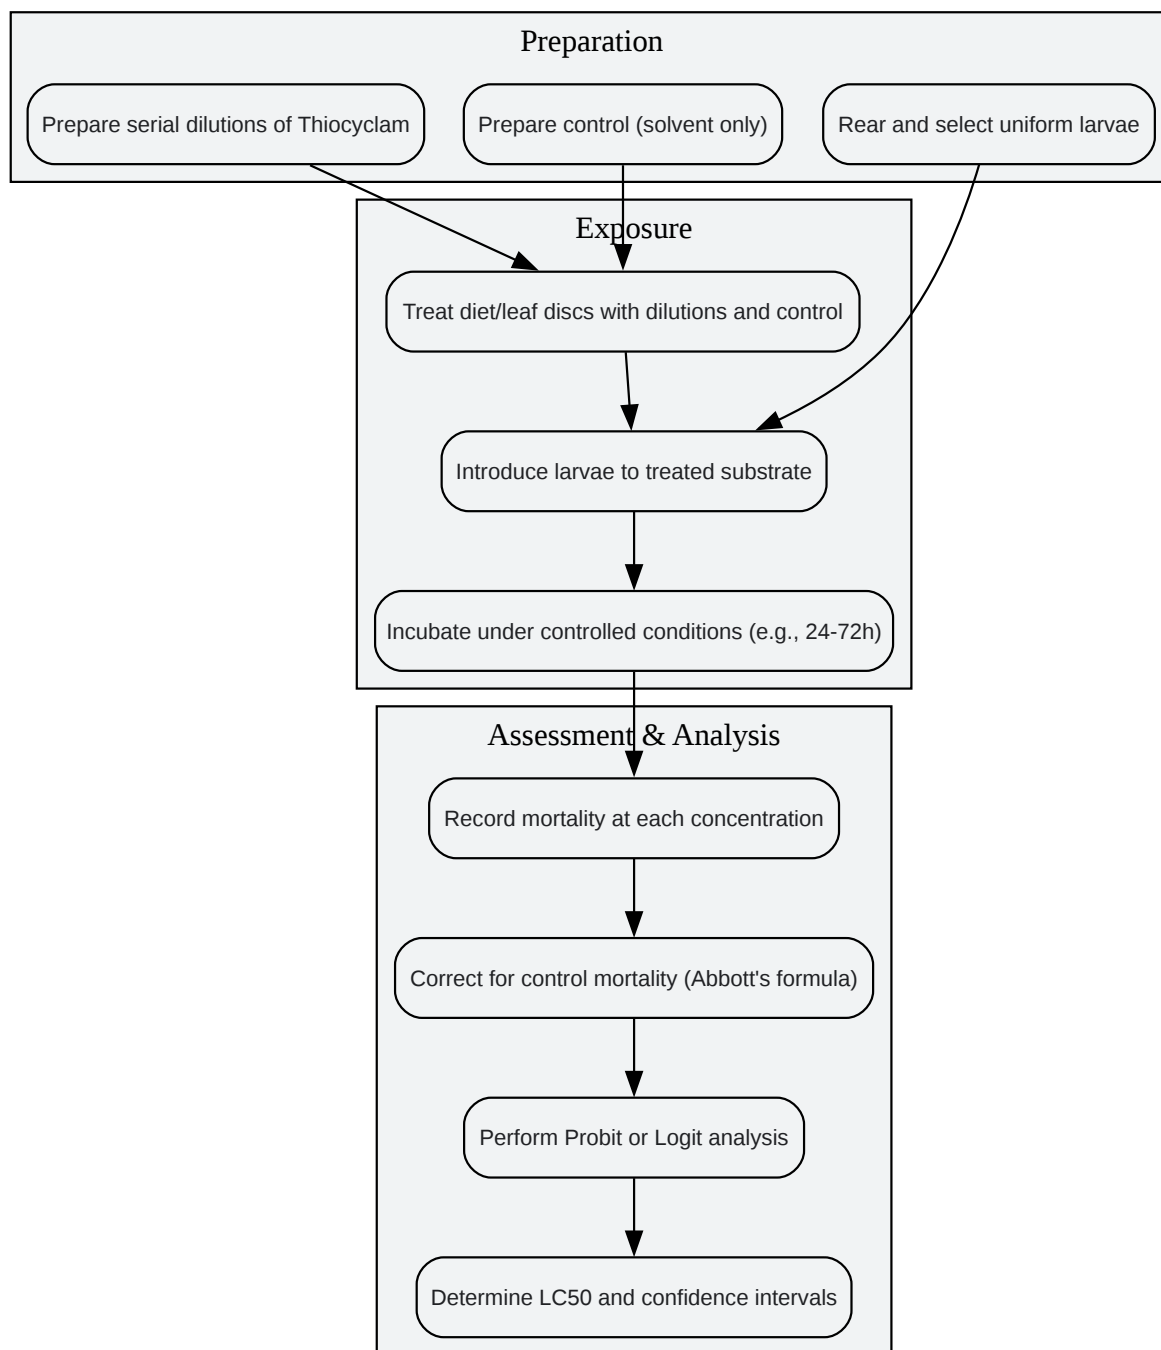 Preparation
Prepare serial dilutions of Thiocyclam
Prepare control (solvent only)
Rear and select uniform larvae
Exposure
Treat diet/leaf discs with dilutions and control
Introduce larvae to treated substrate
Incubate under controlled conditions (e.g., 24-72h)
Assessment & Analysis
Record mortality at each concentration
Correct for control mortality (Abbott's formula)
Perform Probit or Logit analysis
Determine LC50 and confidence intervals